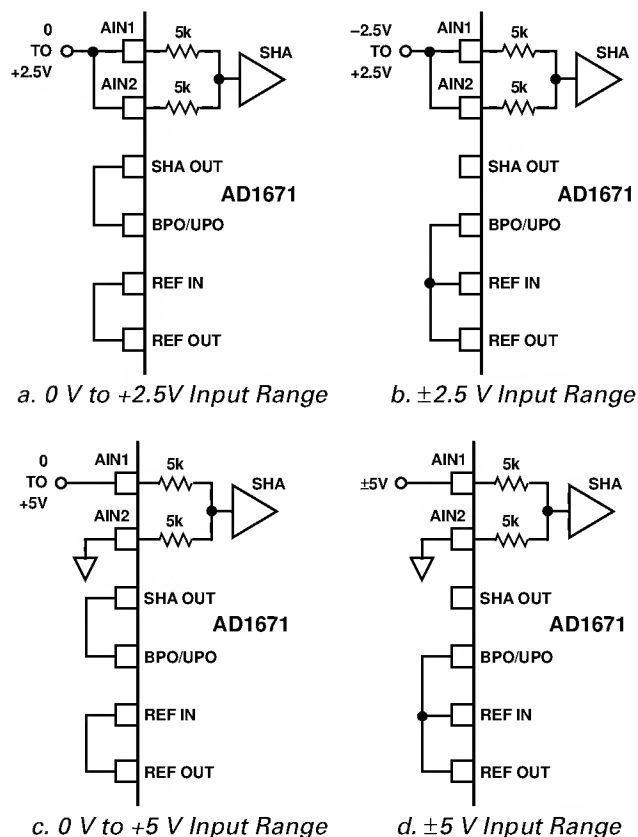 0
TO
+2.5V
AIN1
5k
SHA
AIN2
5k
SHA OUT
AD1671
BPO/UPO
REF IN
REF OUT
a. 0 V to +2.5V Input Range
−2.5V
TO
+2.5V
AIN1
5k
SHA
AIN2
5k
SHA OUT
AD1671
BPO/UPO
REF IN
REF OUT
b. ±2.5 V Input Range
0
TO
+5V
AIN1
5k
SHA
AIN2
5k
SHA OUT
AD1671
BPO/UPO
REF IN
REF OUT
c. 0 V to +5 V Input Range
±5V
AIN1
5k
SHA
AIN2
5k
SHA OUT
AD1671
BPO/UPO
REF IN
REF OUT
d. ±5 V Input Range